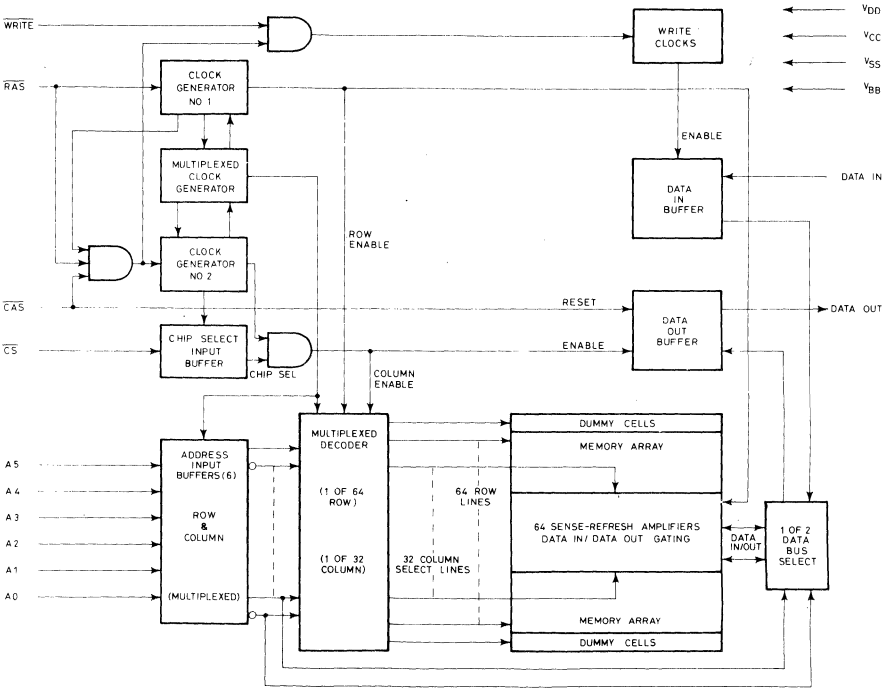 WRITE
RAS
CAS
CS
A5
A4
A3
A2
A1
A0
CLOCK
GENERATOR
NO 1
MULTIPLEXED
CLOCK
GENERATOR
CLOCK
GENERATOR
NO 2
CHIP SELECT
INPUT
BUFFER
CHIP SEL
ROW
ENABLE
COLUMN
ENABLE
WRITE
CLOCKS
ENABLE
DATA
IN
BUFFER
RESET
ENABLE
DATA
OUT
BUFFER
VDD
VCC
VSS
VBB
DATA IN
DATA OUT
ADDRESS
INPUT
BUFFERS(6)
ROW
&
COLUMN
(MULTIPLEXED)
MULTIPLEXED
DECODER
(1 OF 64
ROW)
(1 OF 32
COLUMN)
64 ROW
LINES
32 COLUMN
SELECT LINES
DUMMY CELLS
MEMORY ARRAY
64 SENSE-REFRESH AMPLIFIERS
DATA IN/ DATA OUT GATING
MEMORY ARRAY
DUMMY CELLS
DATA
IN/OUT
1 OF 2
DATA
BUS
SELECT